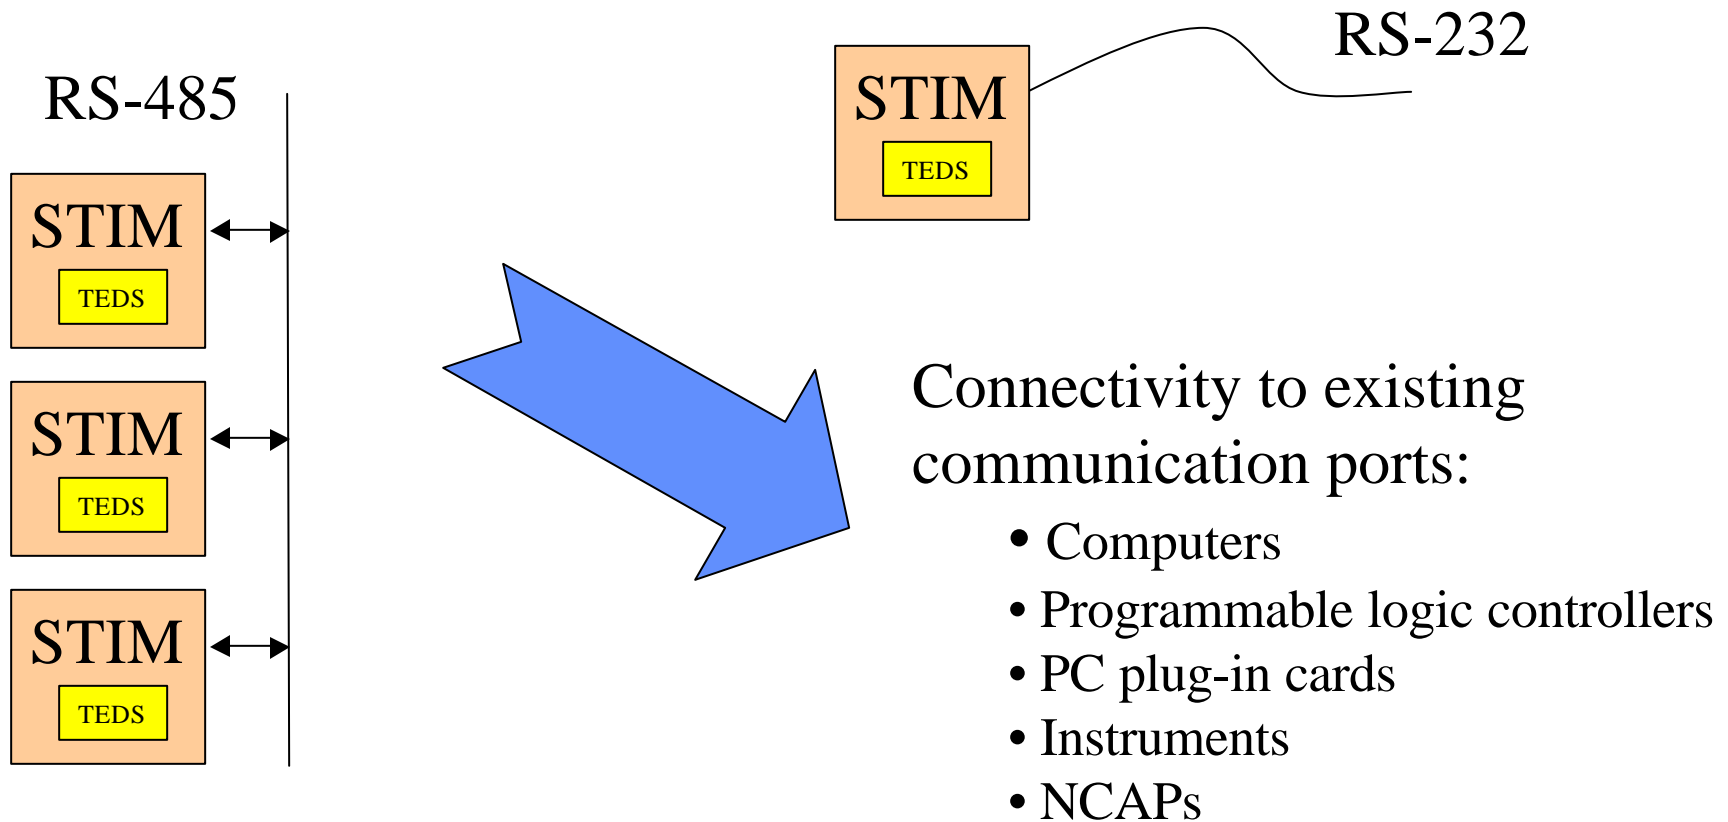 RS-485
STIM
TEDS
STIM
TEDS
STIM
TEDS
STIM
TEDS
RS-232
Connectivity to existing
communication ports:
• Computers
• Programmable logic controllers
• PC plug-in cards
• Instruments
• NCAPs